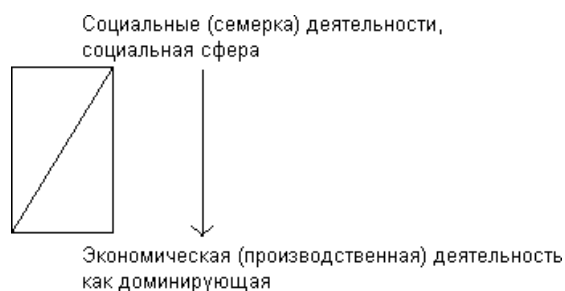 Социальные (семерка) деятельности,
социальная сфера
Экономическая (производственная) деятельность
как доминирующая